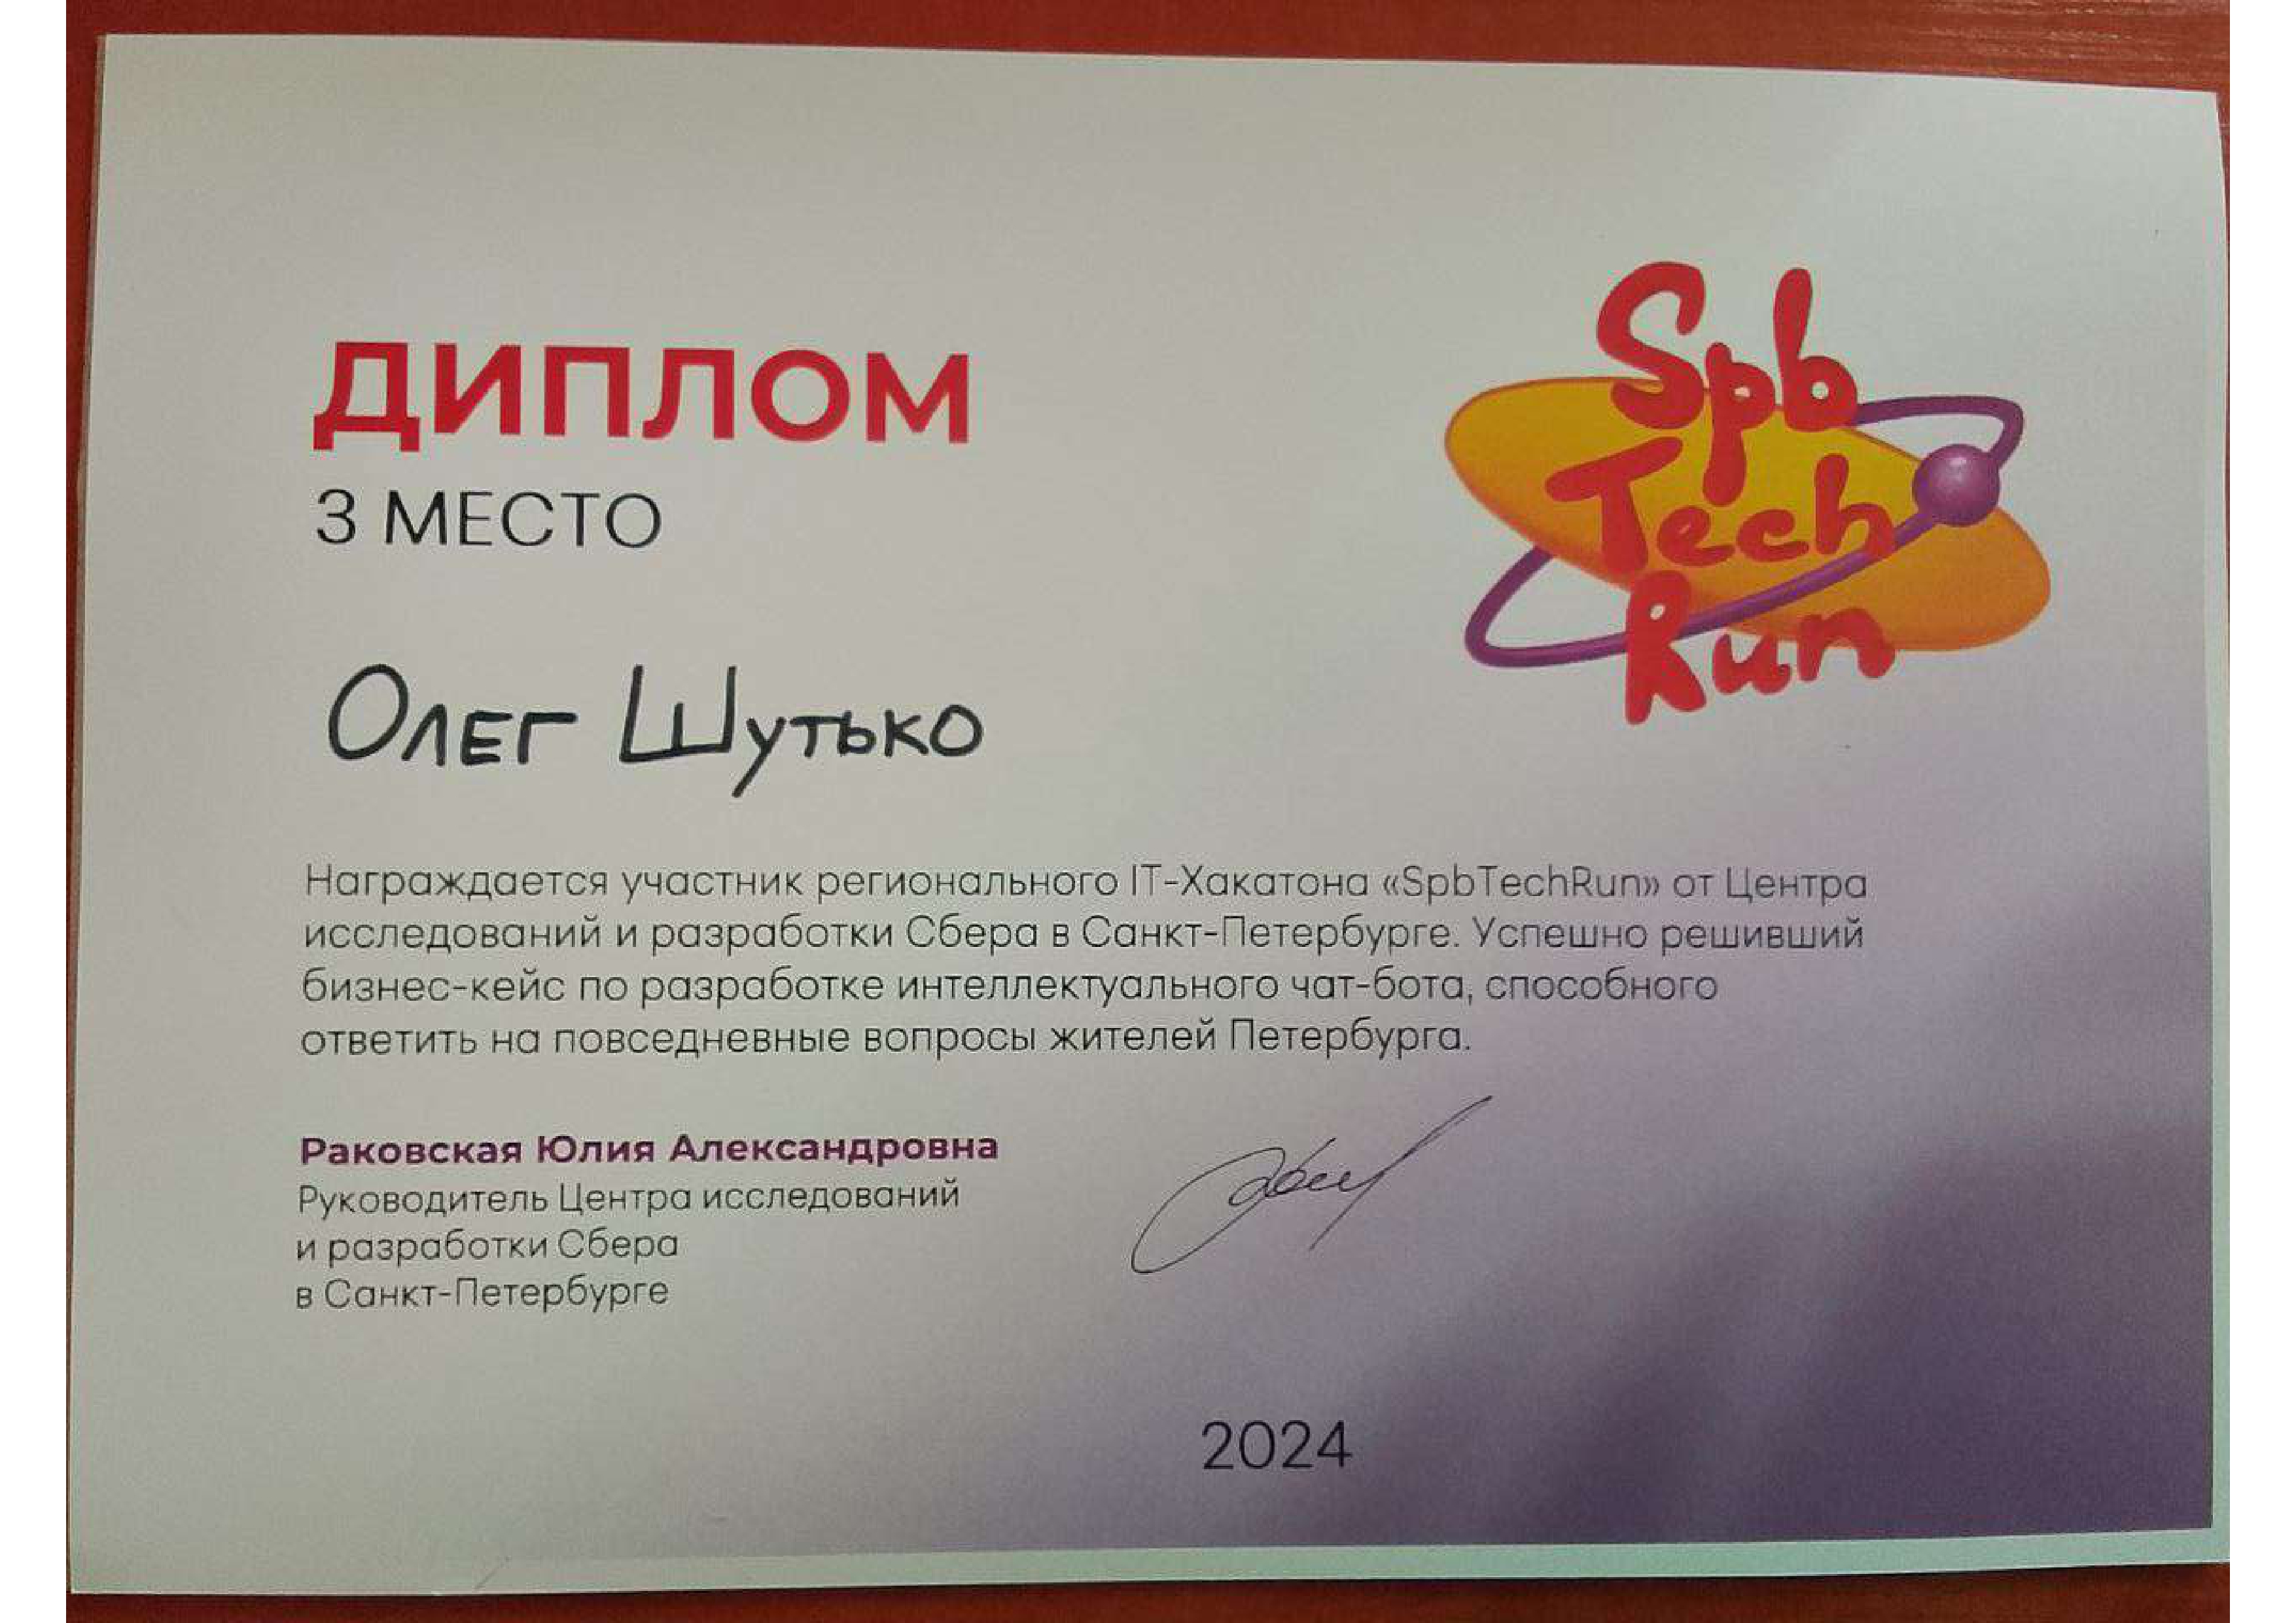 ДИПЛОМ
3 МЕСТО
Олег Шутько
Spb
Tech
Run
Награждается участник регионального IT-Хакатона «SpbTechRun» от Центра
исследований и разработки Сбера в Санкт-Петербурге. Успешно решивший
бизнес-кейс по разработке интеллектуального чат-бота, способного
ответить на повседневные вопросы жителей Петербурга.
Раковская Юлия Александровна
Руководитель Центра исследований
и разработки Сбера
в Санкт-Петербурге
2024